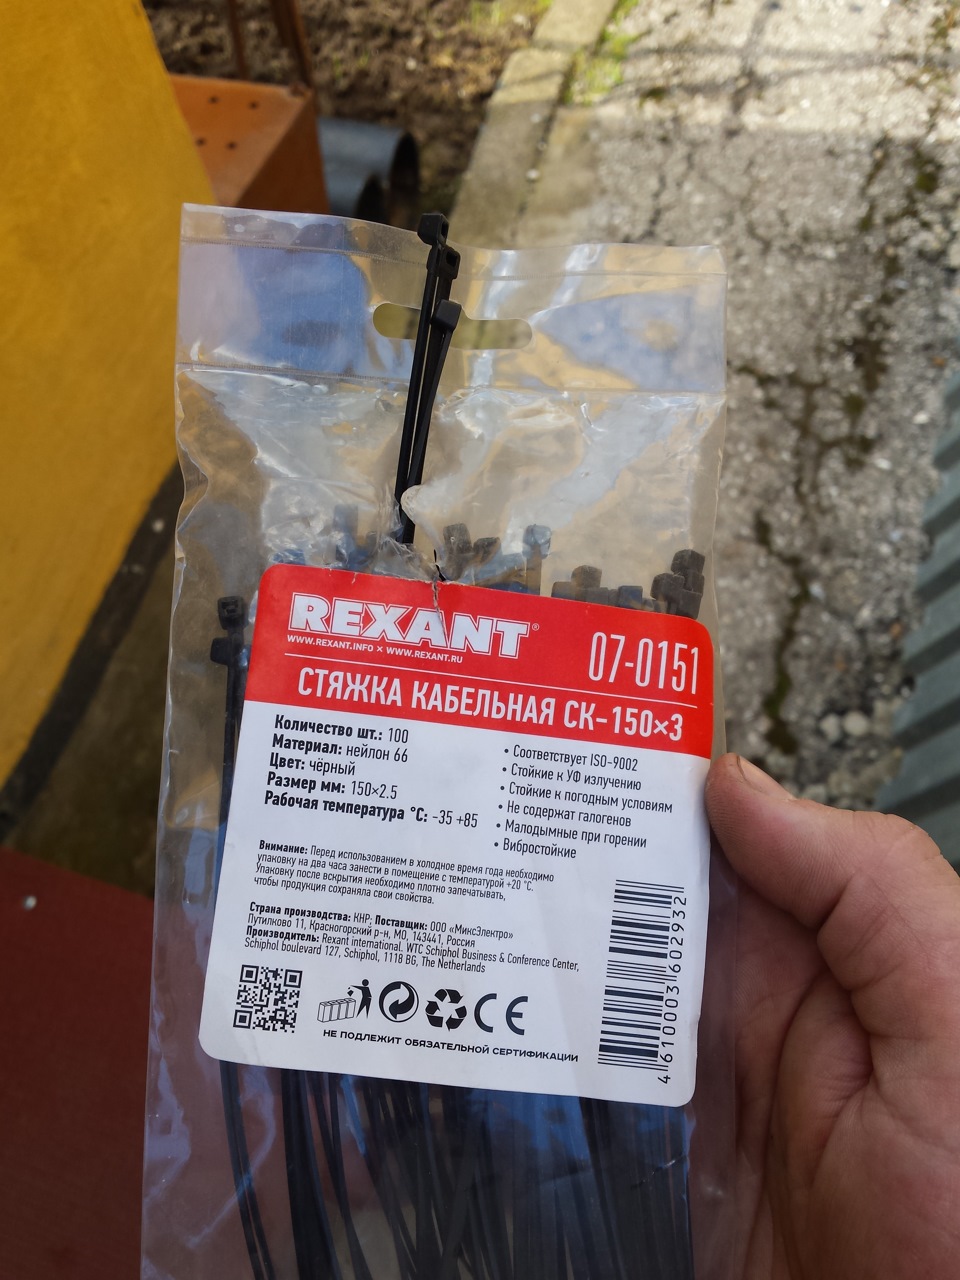 REXANT®
WWW.REXANT.INFO × WWW.REXANT.RU
07-0151
СТЯЖКА КАБЕЛЬНАЯ СК-150×3
Количество шт.: 100
Материал: нейлон 66
Цвет: чёрный
Размер мм: 150×2.5
Рабочая температура °С: -35 +85
• Соответствует ISO-9002
• Стойкие к УФ излучению
• Стойкие к погодным условиям
• Не содержат галогенов
• Малодымные при горении
• Вибростойкие
Внимание: Перед использованием в холодное время года необходимо
упаковку на два часа занести в помещение с температурой +20 °С.
Упаковку после вскрытия необходимо плотно запечатывать,
чтобы продукция сохраняла свои свойства.
Страна производства: КНР; Поставщик: ООО «МиксЭлектро»
Путилково 11, Красногорский р-н, МО, 143441, Россия
Производитель: Rexant international. WTC Schiphol Business & Conference Center,
Schiphol boulevard 127, Schiphol, 1118 BG, The Netherlands
CE
НЕ ПОДЛЕЖИТ ОБЯЗАТЕЛЬНОЙ СЕРТИФИКАЦИИ
4610003602932